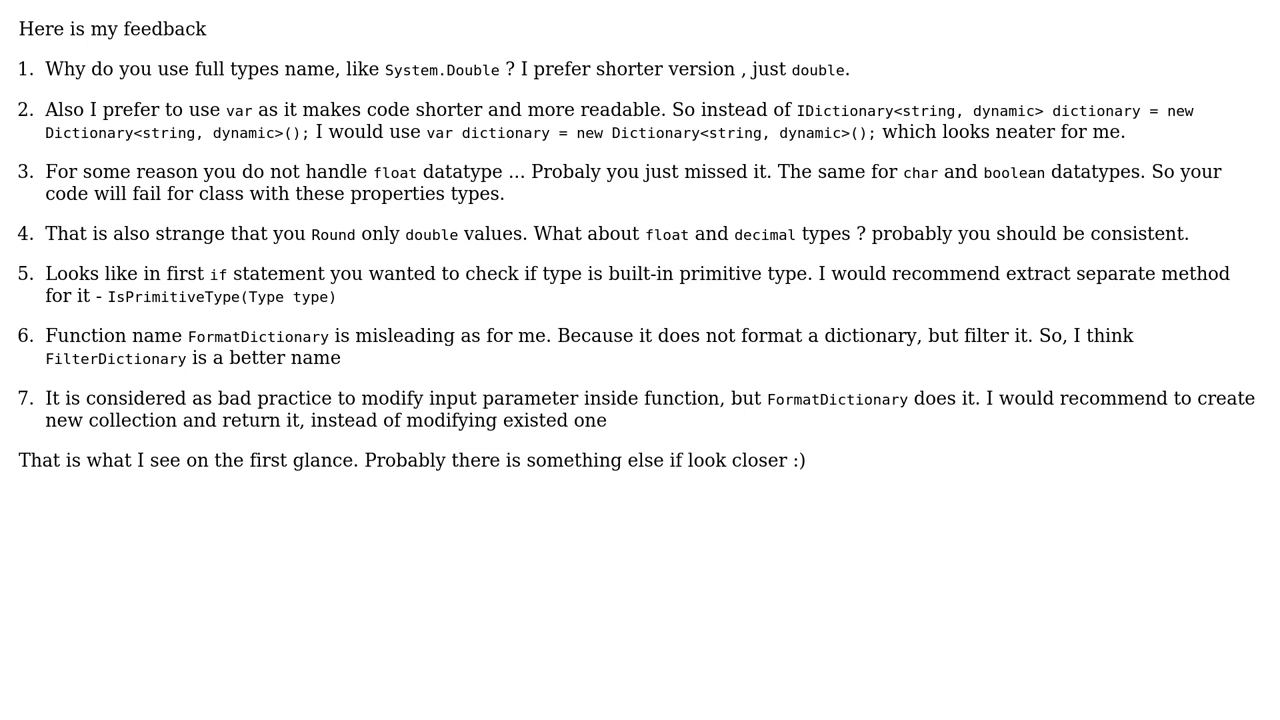 Here is my feedback
1. Why do you use full types name, like System.Double ? I prefer shorter version , just double.
2. Also I prefer to use var as it makes code shorter and more readable. So instead of IDictionary<string, dynamic> dictionary = new
Dictionary<string, dynamic>(); I would use var dictionary = new Dictionary<string, dynamic>(); which looks neater for me.
3. For some reason you do not handle float datatype ... Probaly you just missed it. The same for char and boolean datatypes. So your
code will fail for class with these properties types.
4. That is also strange that you Round only double values. What about float and decimal types ? probably you should be consistent.
5. Looks like in first if statement you wanted to check if type is built-in primitive type. I would recommend extract separate method
for it - IsPrimitiveType(Type type)
6. Function name FormatDictionary is misleading as for me. Because it does not format a dictionary, but filter it. So, I think
FilterDictionary is a better name
7. It is considered as bad practice to modify input parameter inside function, but FormatDictionary does it. I would recommend to create
new collection and return it, instead of modifying existed one
That is what I see on the first glance. Probably there is something else if look closer :)